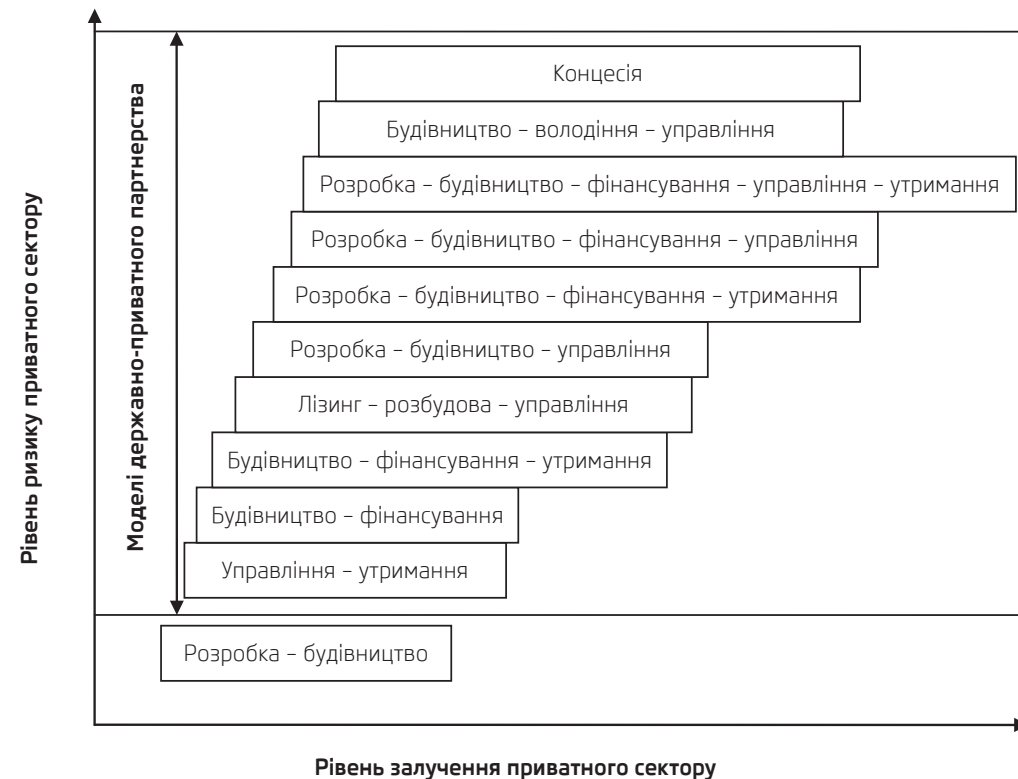 Рівень ризику приватного сектору
Моделі державно-приватного партнерства
Концесія
Будівництво – володіння – управління
Розробка – будівництво – фінансування – управління – утримання
Розробка – будівництво – фінансування – управління
Розробка – будівництво – фінансування – утримання
Розробка – будівництво – управління
Лізинг – розбудова – управління
Будівництво – фінансування – утримання
Будівництво – фінансування
Управління – утримання
Розробка – будівництво
Рівень залучення приватного сектору